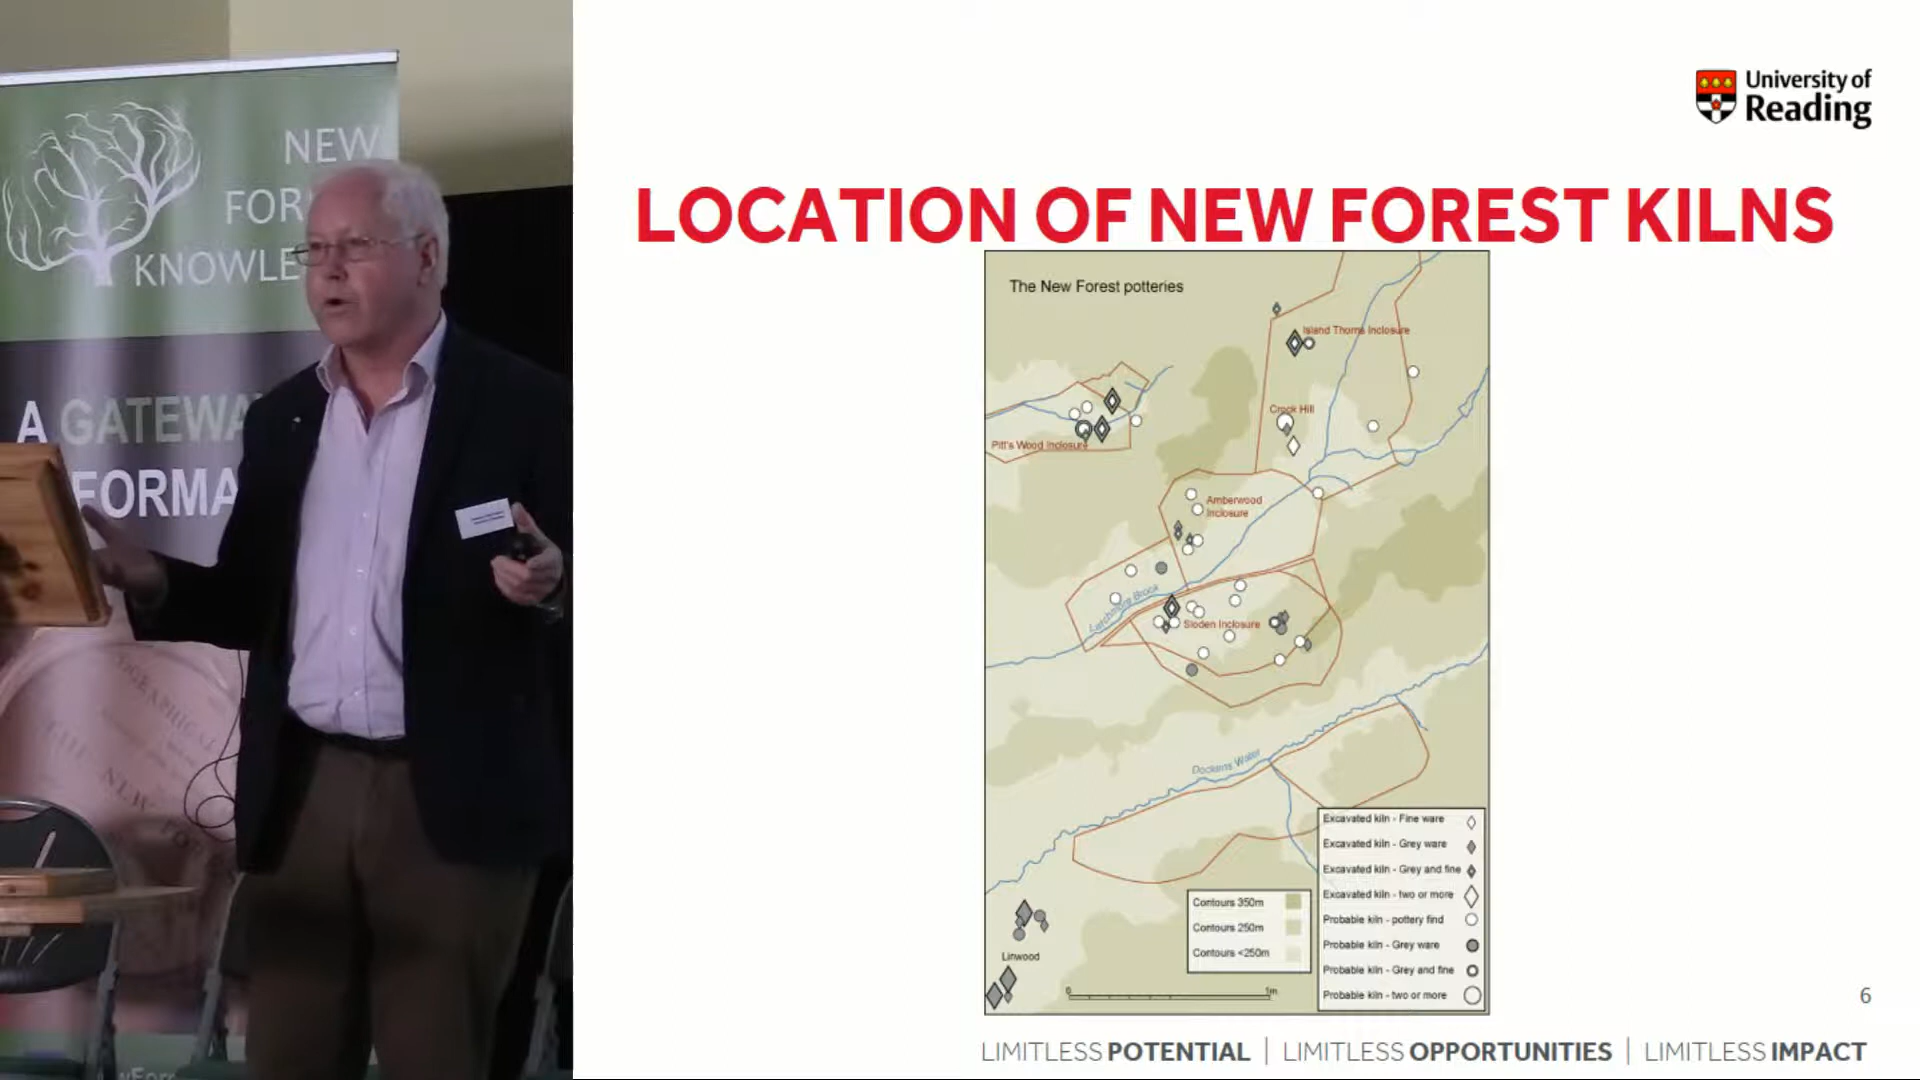 NEW
FOR
KNOWLE
A GATEWA
FORMA
University of
Reading
LOCATION OF NEW FOREST KILNS
The New Forest potteries
Island Thorns Inclosure
Crock Hill
Pitt's Wood Inclosure
Amberwood
Inclosure
Latchmore Brook
Sloden Inclosure
Dockens Water
Linwood
Contours 350m
Contours 250m
Contours <250m
0 1m
Excavated kiln - Fine ware
Excavated kiln - Grey ware
Excavated kiln - Grey and fine
Excavated kiln - two or more
Probable kiln - pottery find
Probable kiln - Grey ware
Probable kiln - Grey and fine
Probable kiln - two or more
6
LIMITLESS POTENTIAL | LIMITLESS OPPORTUNITIES | LIMITLESS IMPACT